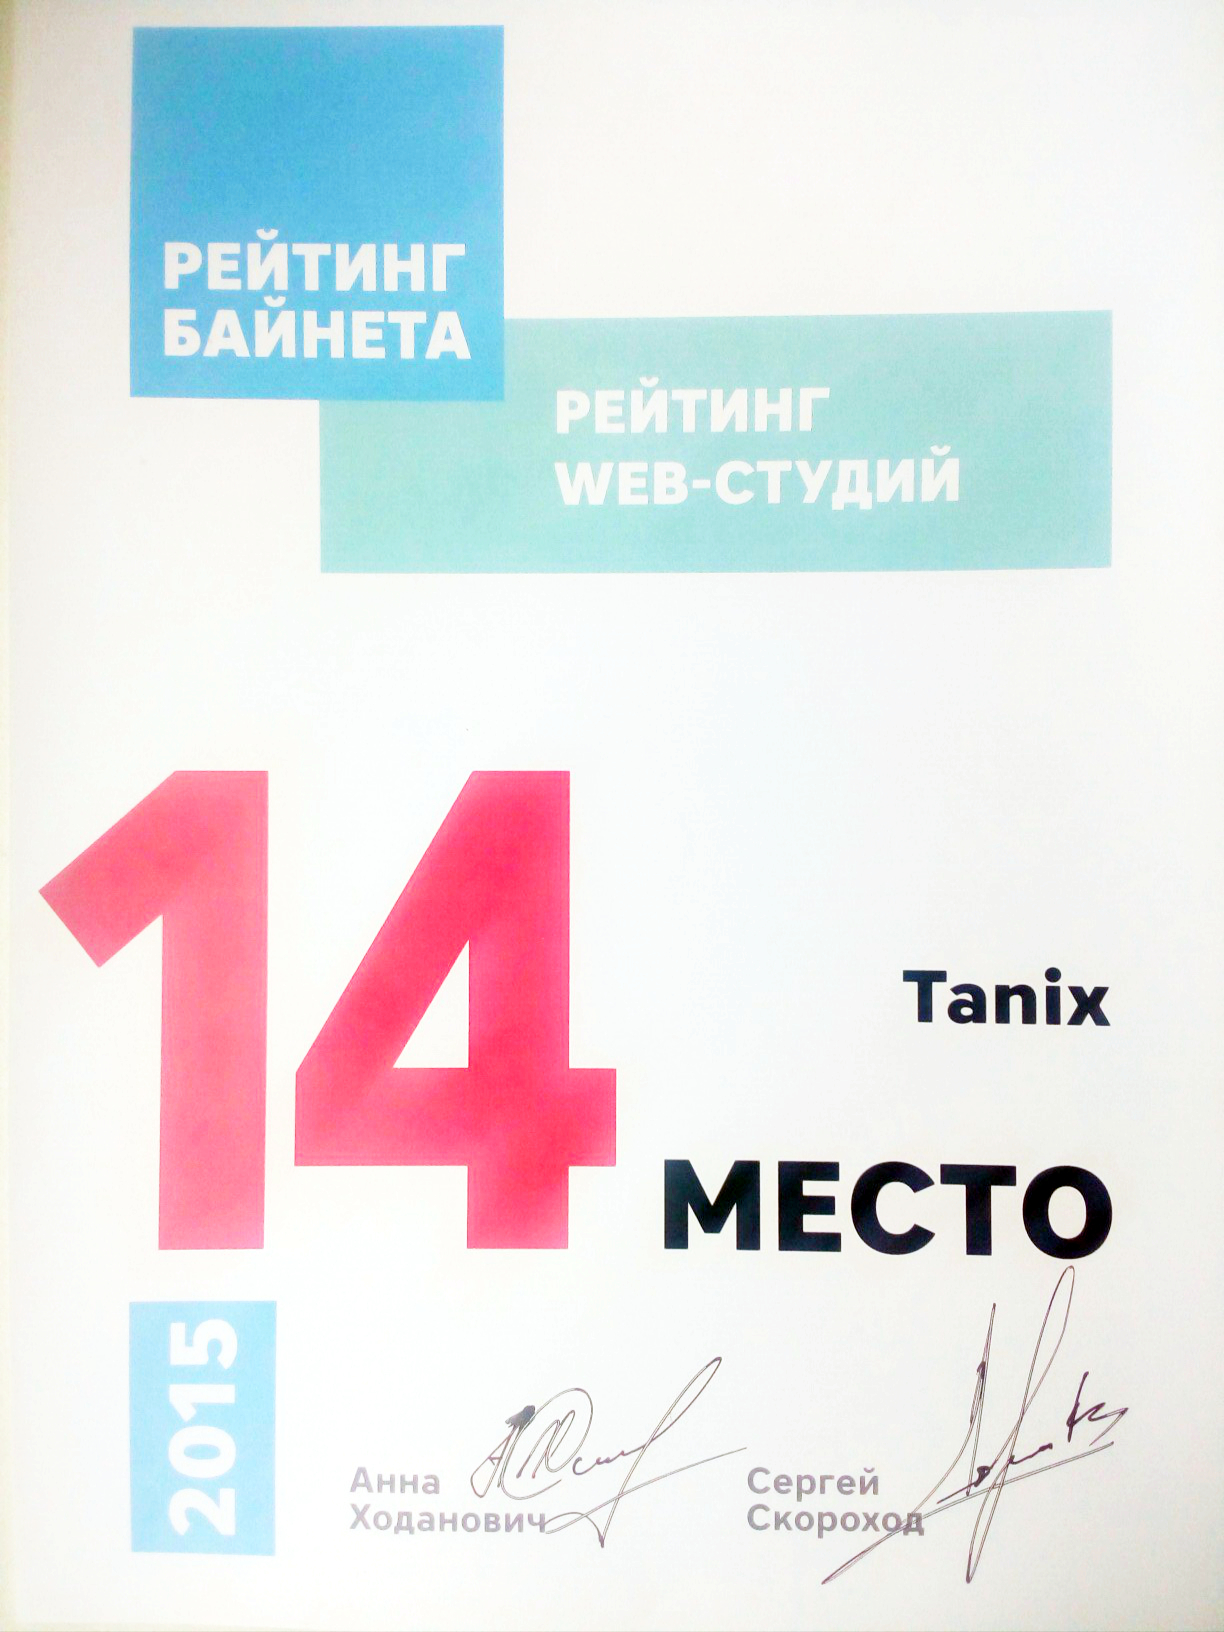 РЕЙТИНГ
БАЙНЕТА
РЕЙТИНГ
WEB-СТУДИЙ
14
Tanix
МЕСТО
2015
Анна
Ходанович
Сергей
Скороход